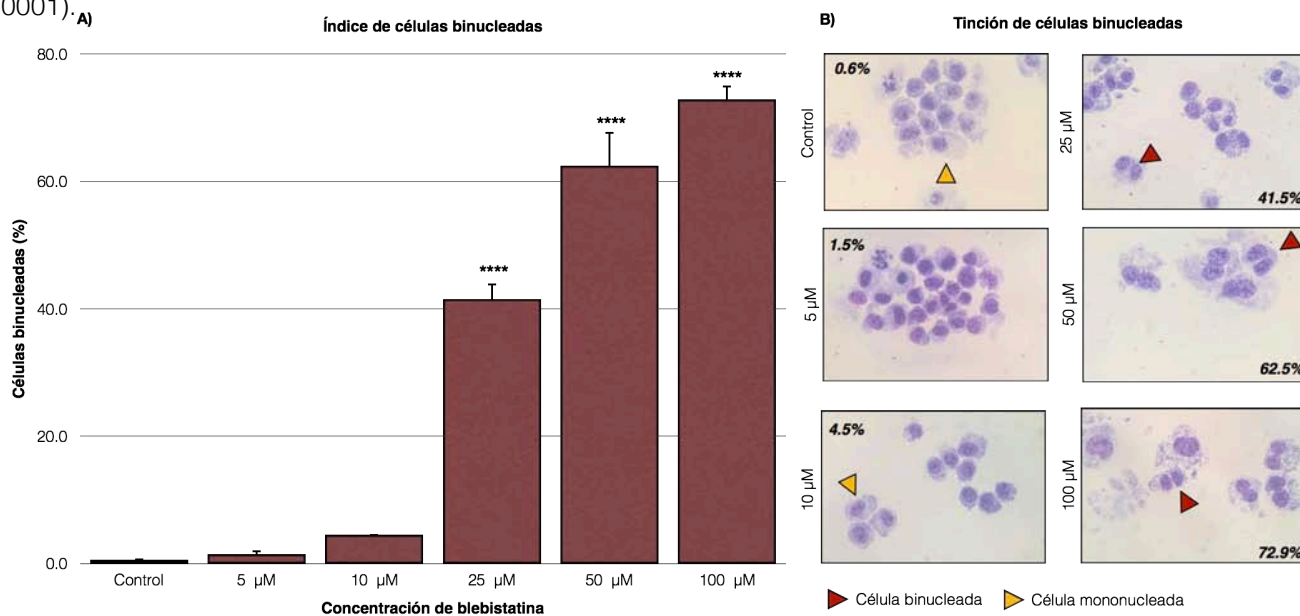 0001).
A)
Índice de células binucleadas
80.0
60.0
40.0
20.0
0.0
Células binucleadas (%)
****
****
****
Control
5 µM
10 µM
25 µM
50 µM
100 µM
Concentración de blebistatina
B)
Tinción de células binucleadas
Control
0.6%
25 µM
41.5%
5 µM
1.5%
50 µM
62.5%
10 µM
4.5%
100 µM
72.9%
Célula binucleada
Célula mononucleada